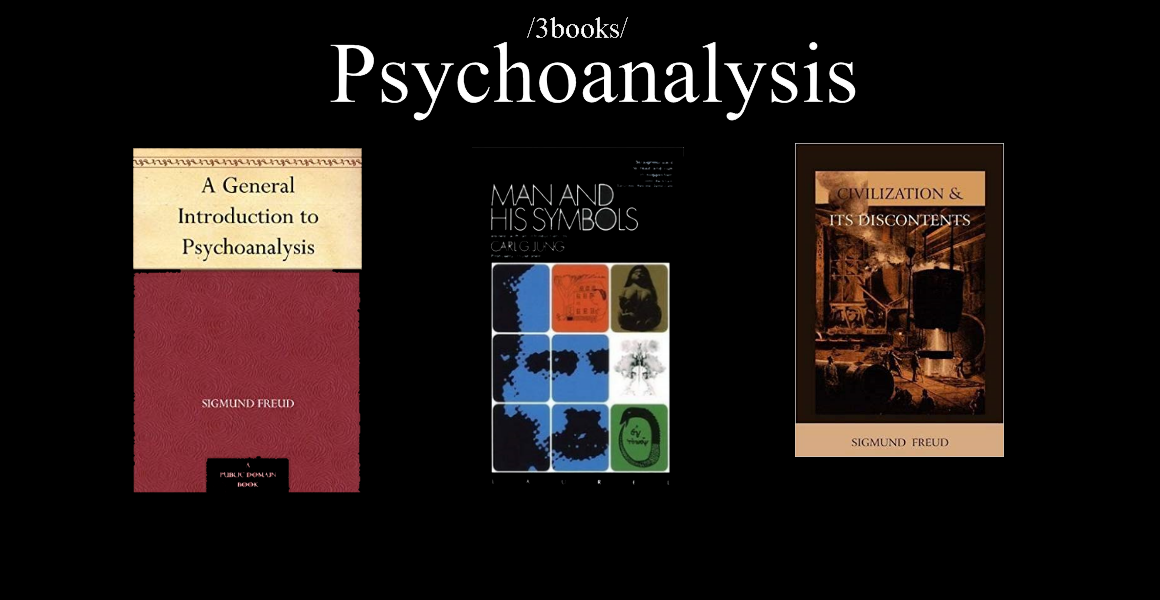 /3books/
Psychoanalysis
A General
Introduction to
Psychoanalysis
SIGMUND FREUD
A
PUBLIC DOMAIN
BOOK
MAN AND
HIS SYMBOLS
CARL G JUNG
L A U R E L
CIVILIZATION &
ITS DISCONTENTS
SIGMUND FREUD